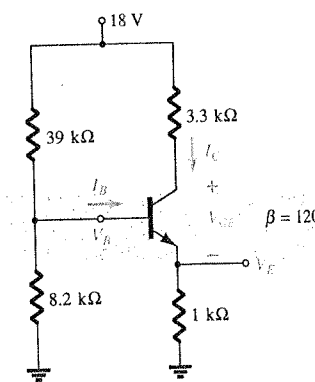 18 V
39 kΩ
3.3 kΩ
I_C
I_B
+
V_CE
β = 120
V_B
−
V_E
8.2 kΩ
1 kΩ